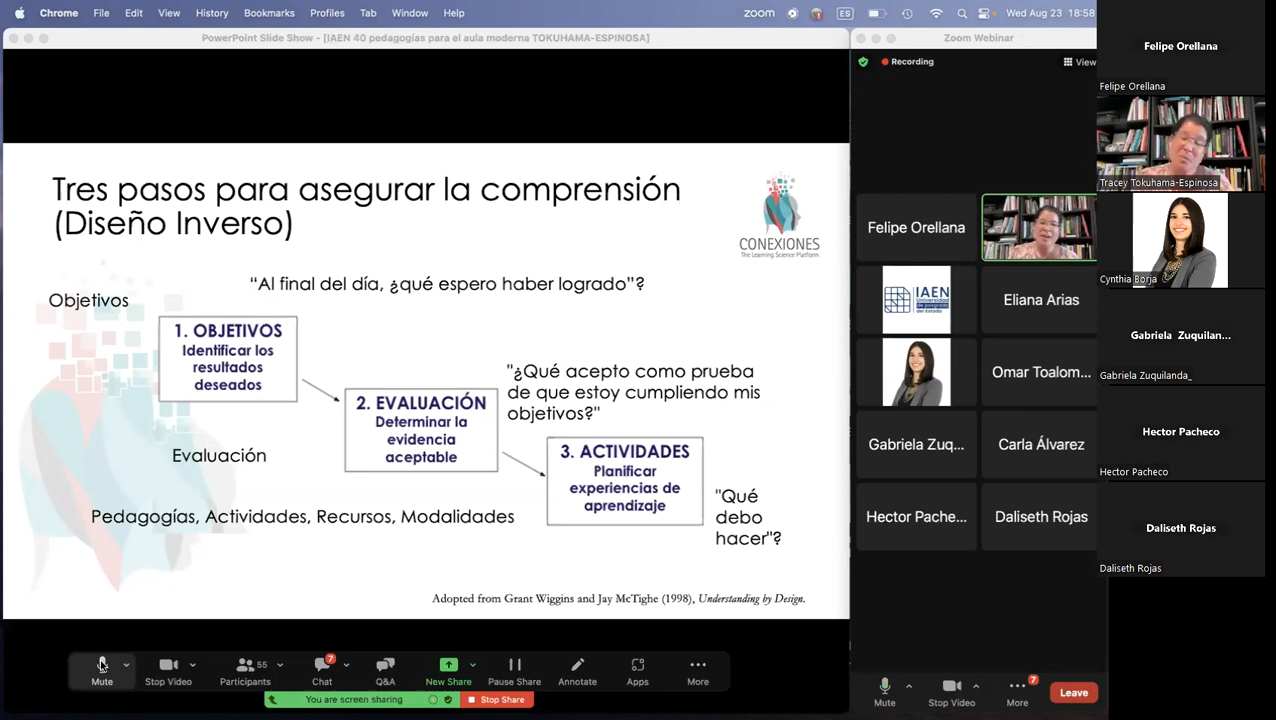 Chrome File Edit View History Bookmarks Profiles Tab Window Help
zoom ES Wed Aug 23 18:58
PowerPoint Slide Show - [IAEN 40 pedagogías para el aula moderna TOKUHAMA-ESPINOSA]
Tres pasos para asegurar la comprensión
(Diseño Inverso)
CONEXIONES
The Learning Science Platform
"Al final del día, ¿qué espero haber logrado"?
Objetivos
1. OBJETIVOS
Identificar los
resultados
deseados
"¿Qué acepto como prueba
de que estoy cumpliendo mis
objetivos?"
2. EVALUACIÓN
Determinar la
evidencia
aceptable
Evaluación
3. ACTIVIDADES
Planificar
experiencias de
aprendizaje
"Qué
debo
hacer"?
Pedagogías, Actividades, Recursos, Modalidades
Adopted from Grant Wiggins and Jay McTighe (1998), Understanding by Design.
Mute
Stop Video
55
Participants
7
Chat
Q&A
New Share
Pause Share
Annotate
Apps
More
You are screen sharing
Stop Share
Zoom Webinar
Recording
View
Felipe Orellana
IAEN
Universidad
de posgrado
del Estado
Eliana Arias
Omar Toalom...
Gabriela Zuq...
Carla Álvarez
Hector Pache...
Daliseth Rojas
Mute
Stop Video
7
More
Leave
Felipe Orellana
Felipe Orellana
Tracey Tokuhama-Espinosa
Cynthia Borja
Gabriela Zuquilan...
Gabriela Zuquilanda_
Hector Pacheco
Hector Pacheco
Daliseth Rojas
Daliseth Rojas